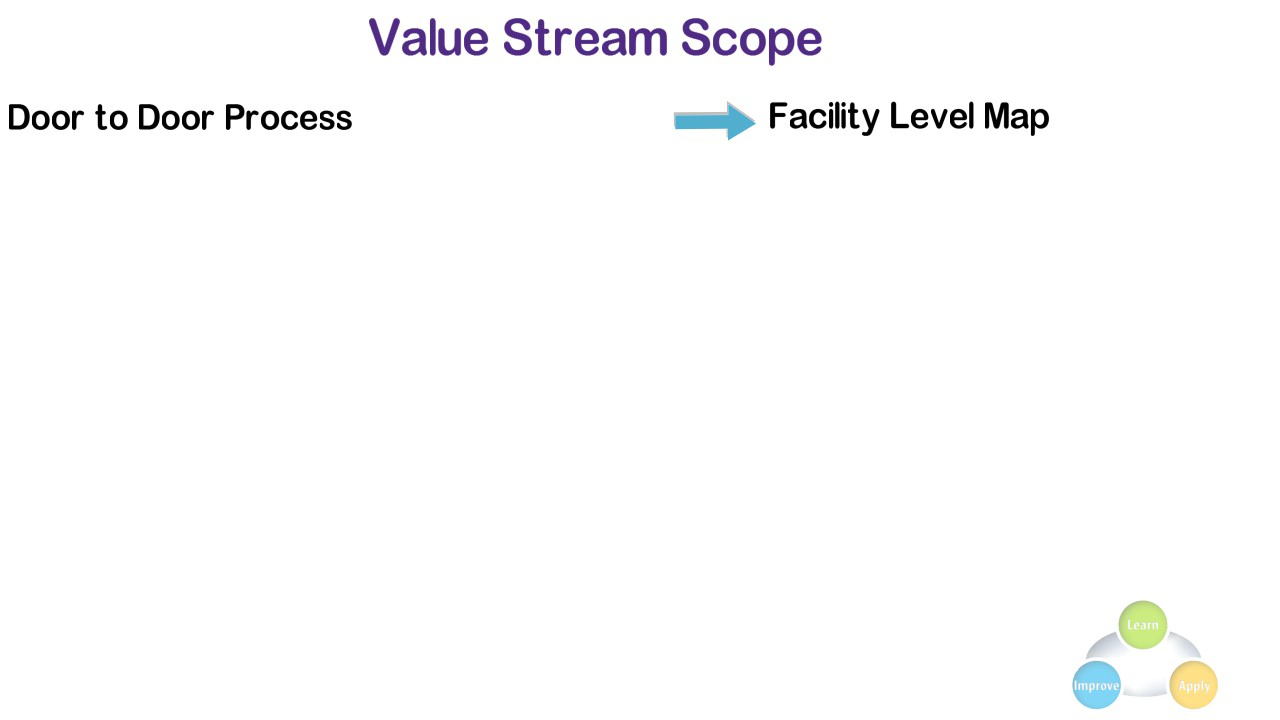 Value Stream Scope
Door to Door Process
Facility Level Map
Learn
Improve
Apply